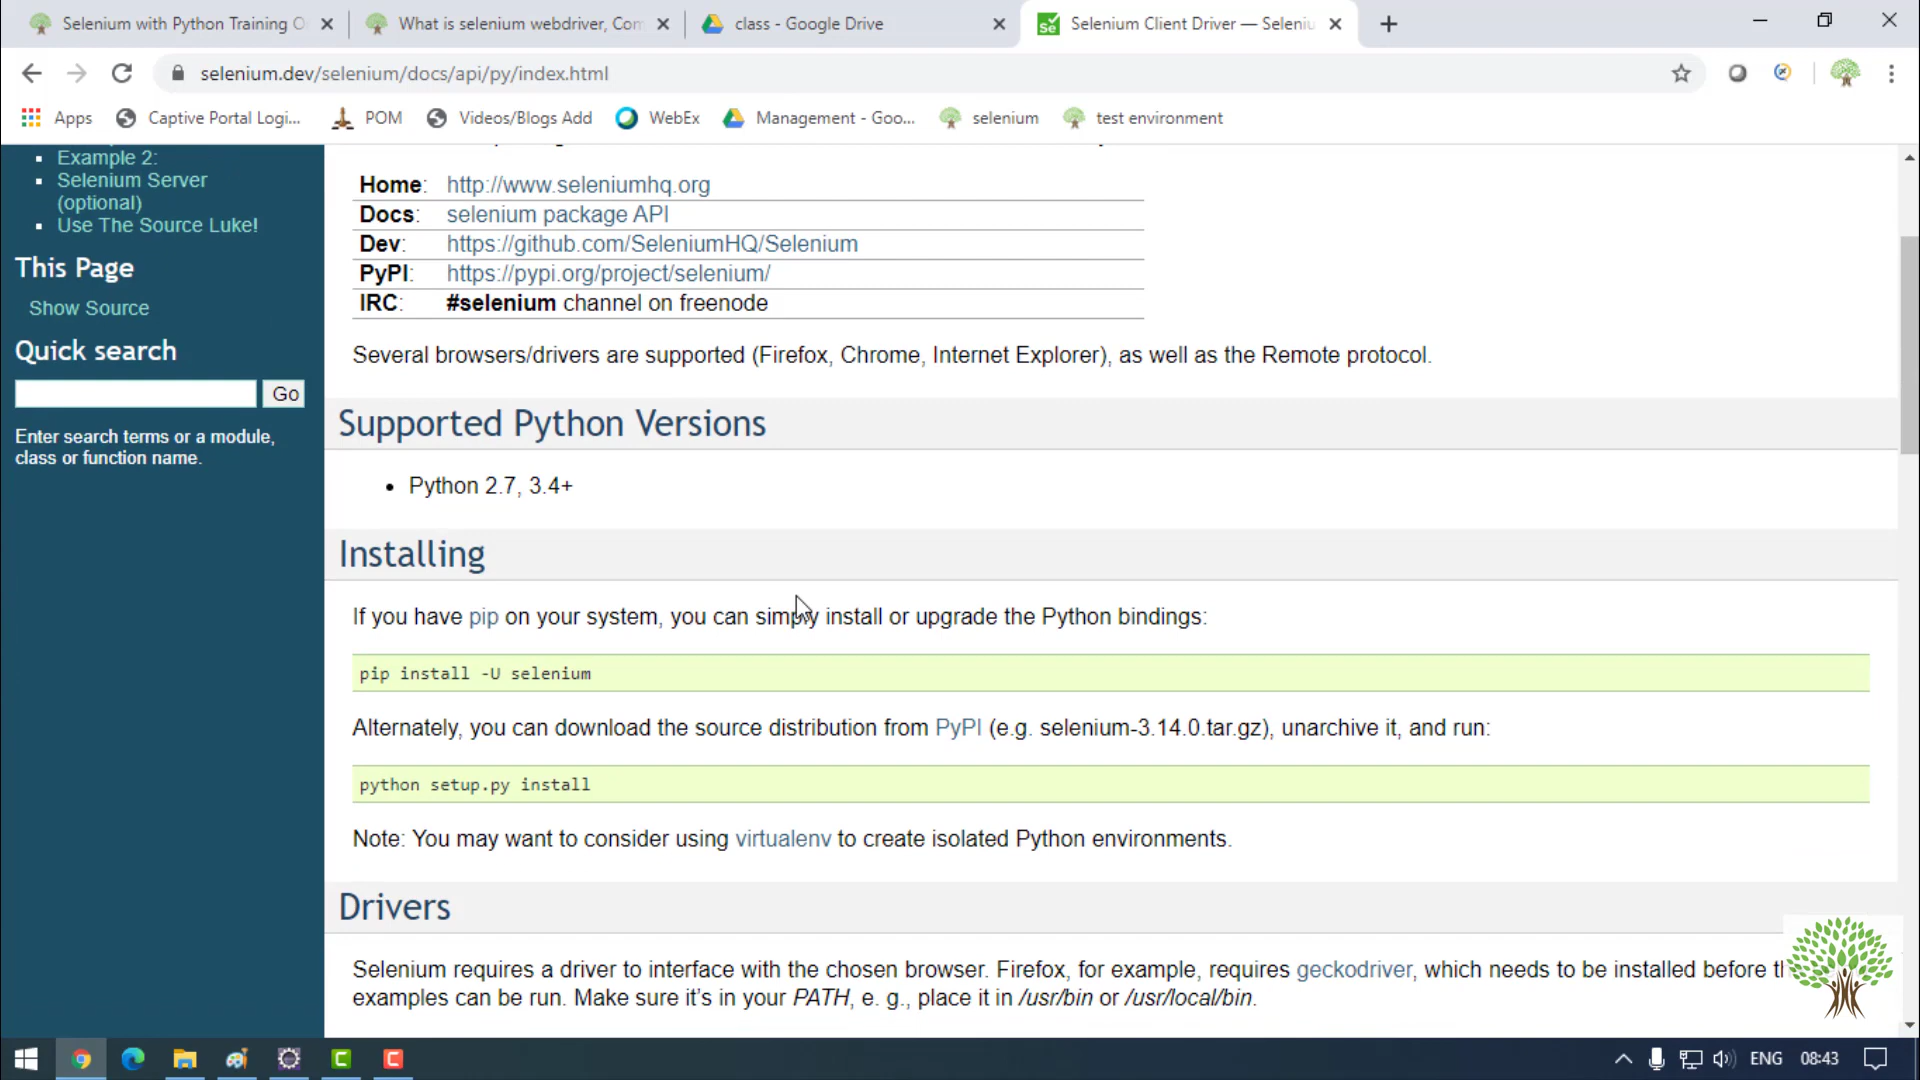 Selenium with Python Training O
What is selenium webdriver, Com
class - Google Drive
Selenium Client Driver — Seleniu
selenium.dev/selenium/docs/api/py/index.html
Apps
Captive Portal Logi...
POM
Videos/Blogs Add
WebEx
Management - Goo...
selenium
test environment
Example 2:
Selenium Server
(optional)
Use The Source Luke!
This Page
Show Source
Quick search
Go
Enter search terms or a module,
class or function name.
Home: http://www.seleniumhq.org
Docs: selenium package API
Dev: https://github.com/SeleniumHQ/Selenium
PyPI: https://pypi.org/project/selenium/
IRC: #selenium channel on freenode
Several browsers/drivers are supported (Firefox, Chrome, Internet Explorer), as well as the Remote protocol.
Supported Python Versions
• Python 2.7, 3.4+
Installing
If you have pip on your system, you can simply install or upgrade the Python bindings:
pip install -U selenium
Alternately, you can download the source distribution from PyPI (e.g. selenium-3.14.0.tar.gz), unarchive it, and run:
python setup.py install
Note: You may want to consider using virtualenv to create isolated Python environments.
Drivers
Selenium requires a driver to interface with the chosen browser. Firefox, for example, requires geckodriver, which needs to be installed before th
examples can be run. Make sure it's in your PATH, e. g., place it in /usr/bin or /usr/local/bin.
ENG
08:43